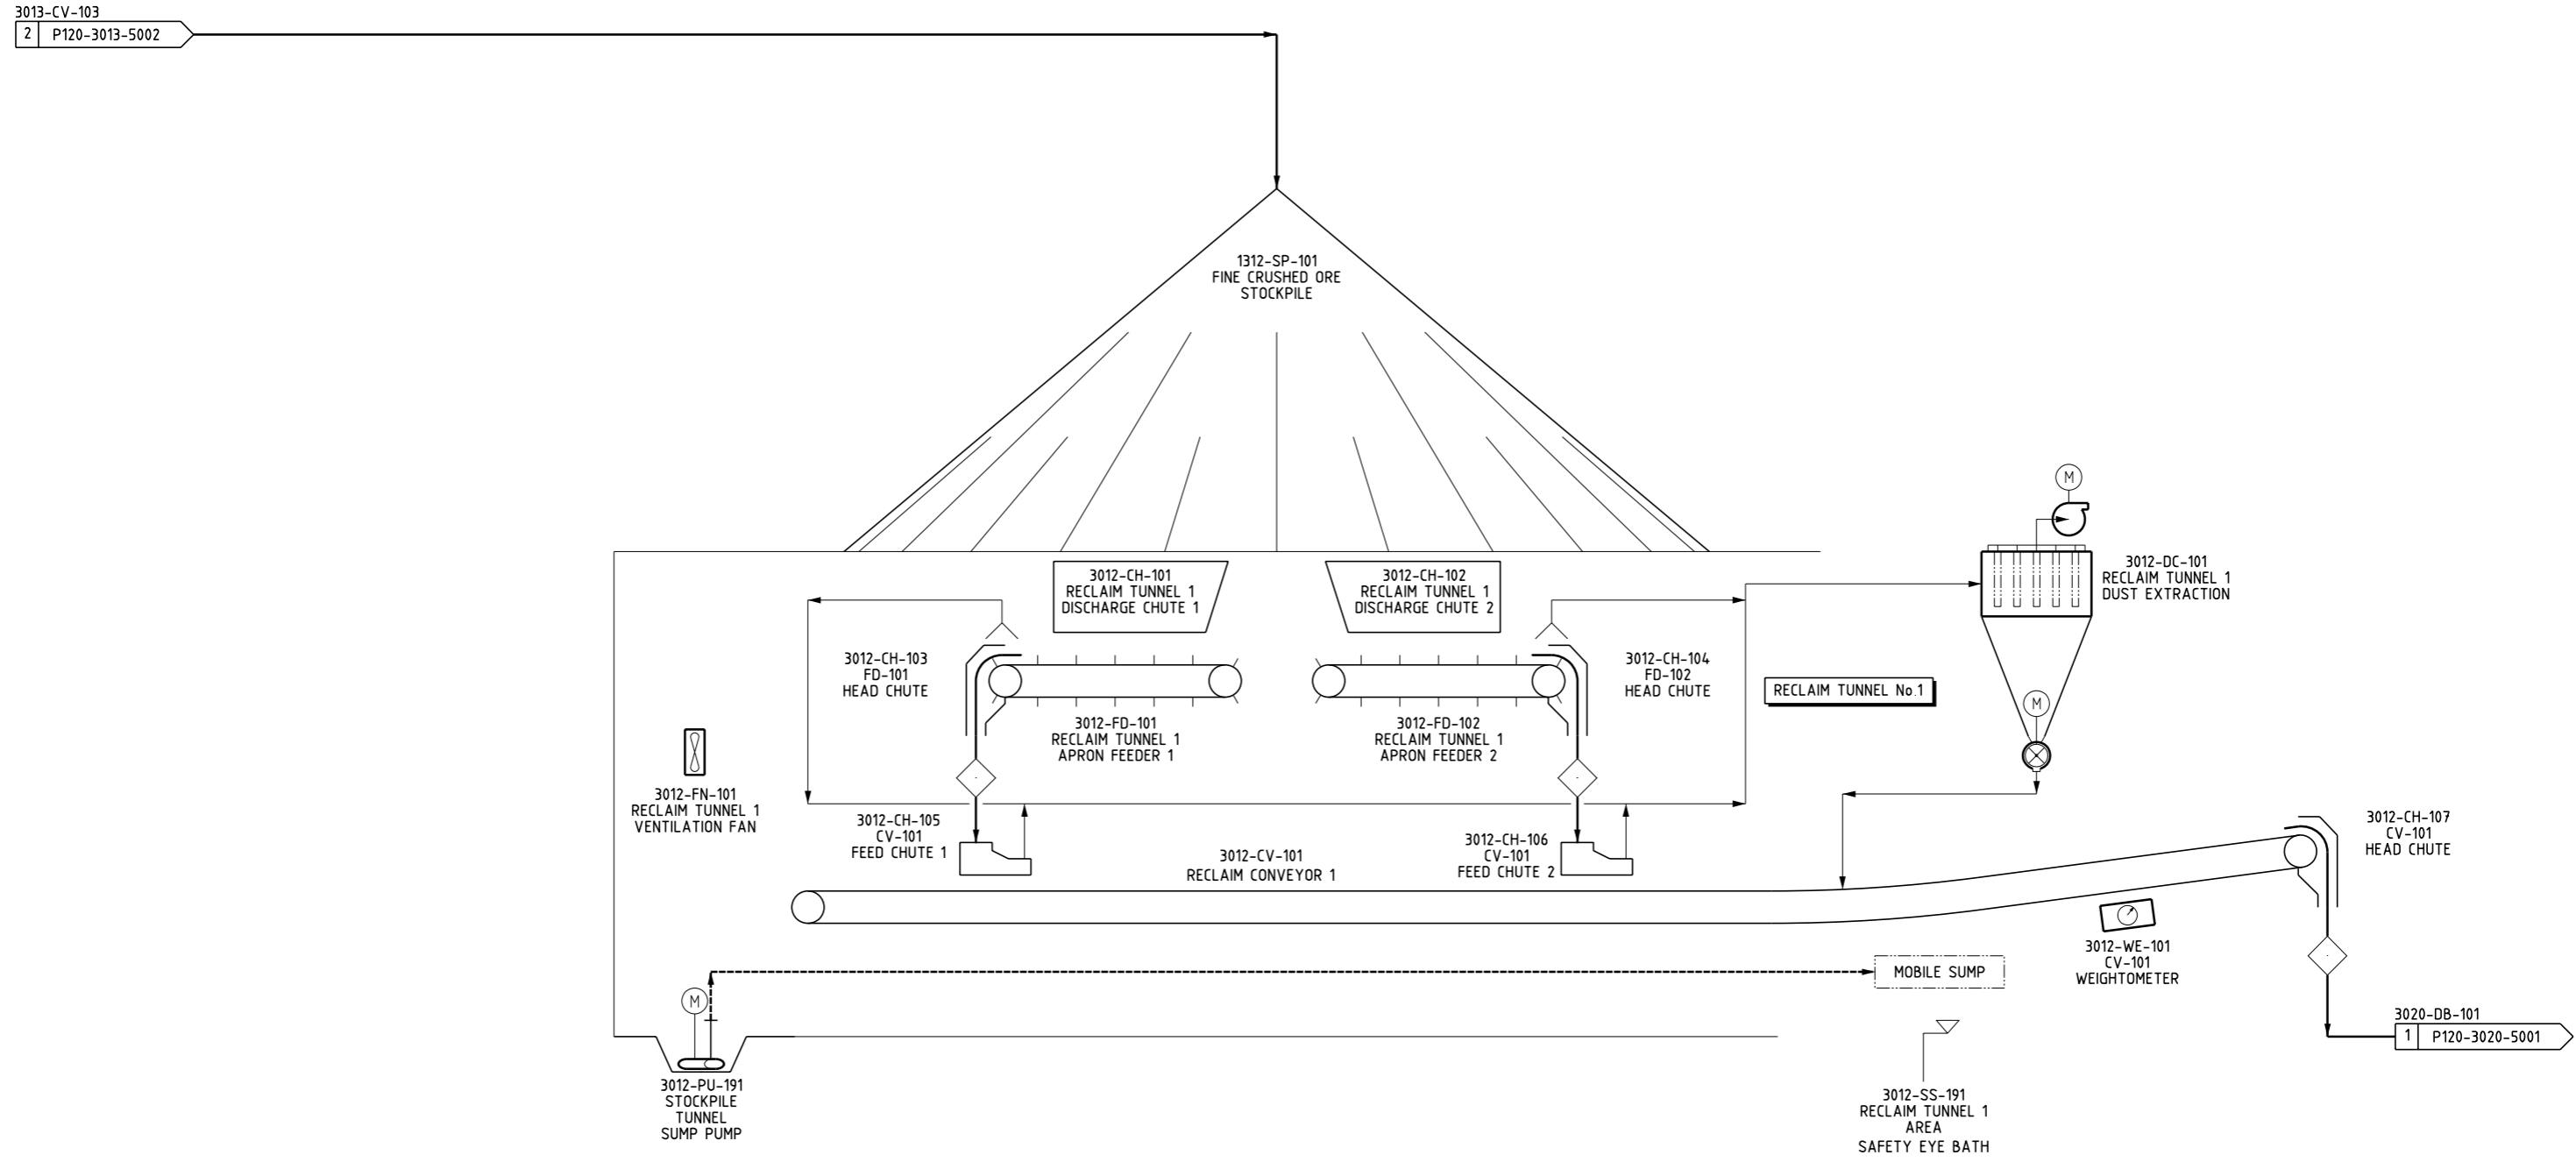 3013-CV-103
2 P120-3013-5002
1312-SP-101
FINE CRUSHED ORE
STOCKPILE
M
3012-CH-101
RECLAIM TUNNEL 1
DISCHARGE CHUTE 1
3012-CH-102
RECLAIM TUNNEL 1
DISCHARGE CHUTE 2
3012-DC-101
RECLAIM TUNNEL 1
DUST EXTRACTION
3012-CH-103
FD-101
HEAD CHUTE
3012-CH-104
FD-102
HEAD CHUTE
RECLAIM TUNNEL No.1
M
3012-FD-101
RECLAIM TUNNEL 1
APRON FEEDER 1
3012-FD-102
RECLAIM TUNNEL 1
APRON FEEDER 2
3012-FN-101
RECLAIM TUNNEL 1
VENTILATION FAN
3012-CH-105
CV-101
FEED CHUTE 1
3012-CV-101
RECLAIM CONVEYOR 1
3012-CH-106
CV-101
FEED CHUTE 2
3012-CH-107
CV-101
HEAD CHUTE
3012-WE-101
CV-101
WEIGHTOMETER
MOBILE SUMP
M
3020-DB-101
1 P120-3020-5001
3012-PU-191
STOCKPILE
TUNNEL
SUMP PUMP
3012-SS-191
RECLAIM TUNNEL 1
AREA
SAFETY EYE BATH